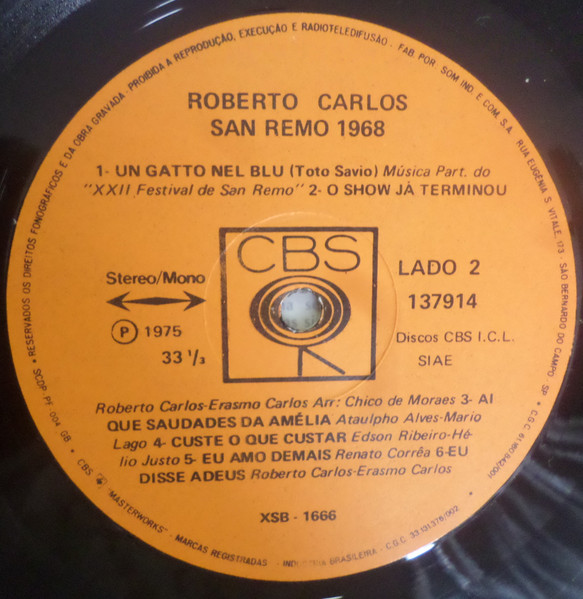 RESERVADOS OS DIREITOS FONOGRÁFICOS E DA OBRA GRAVADA - PROIBIDA A REPRODUÇÃO, EXECUÇÃO E RADIOTELEDIFUSÃO. - FAB. POR SOM IND. E COM. S.A. RUA EUGÊNIA S. VITALE, 173 - SÃO BERNARDO DO CAMPO, SP
ROBERTO CARLOS
SAN REMO 1968
1- UN GATTO NEL BLU (Toto Savio) Música Part. do
"XXII Festival de San Remo" 2- O SHOW JÁ TERMINOU
CBS
Stereo/Mono
LADO 2
137914
P 1975
33 1/3
Discos CBS I.C.L.
SIAE
Roberto Carlos-Erasmo Carlos Arr: Chico de Moraes 3- AI
QUE SAUDADES DA AMÉLIA Ataulpho Alves-Mario
Lago 4- CUSTE O QUE CUSTAR Edson Ribeiro-Hé-
lio Justo 5- EU AMO DEMAIS Renato Corrêa 6-EU
DISSE ADEUS Roberto Carlos-Erasmo Carlos
XSB - 1666
SKDP-PF-004 GB - CBS "MASTERWORKS" - MARCAS REGISTRADAS - INDÚSTRIA BRASILEIRA - C.G.C.